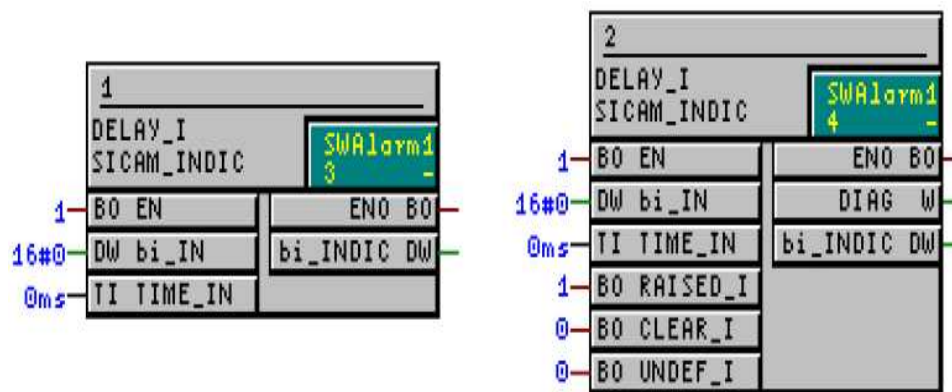 1
DELAY_I
SICAM_INDIC
SWAlarm1
3 -
1 BO EN ENO BO
16#0 DW bi_IN bi_INDIC DW
0ms TI TIME_IN
2
DELAY_I
SICAM_INDIC
SWAlarm1
4 -
1 BO EN ENO BO
16#0 DW bi_IN DIAG W
0ms TI TIME_IN bi_INDIC DW
1 BO RAISED_I
0 BO CLEAR_I
0 BO UNDEF_I